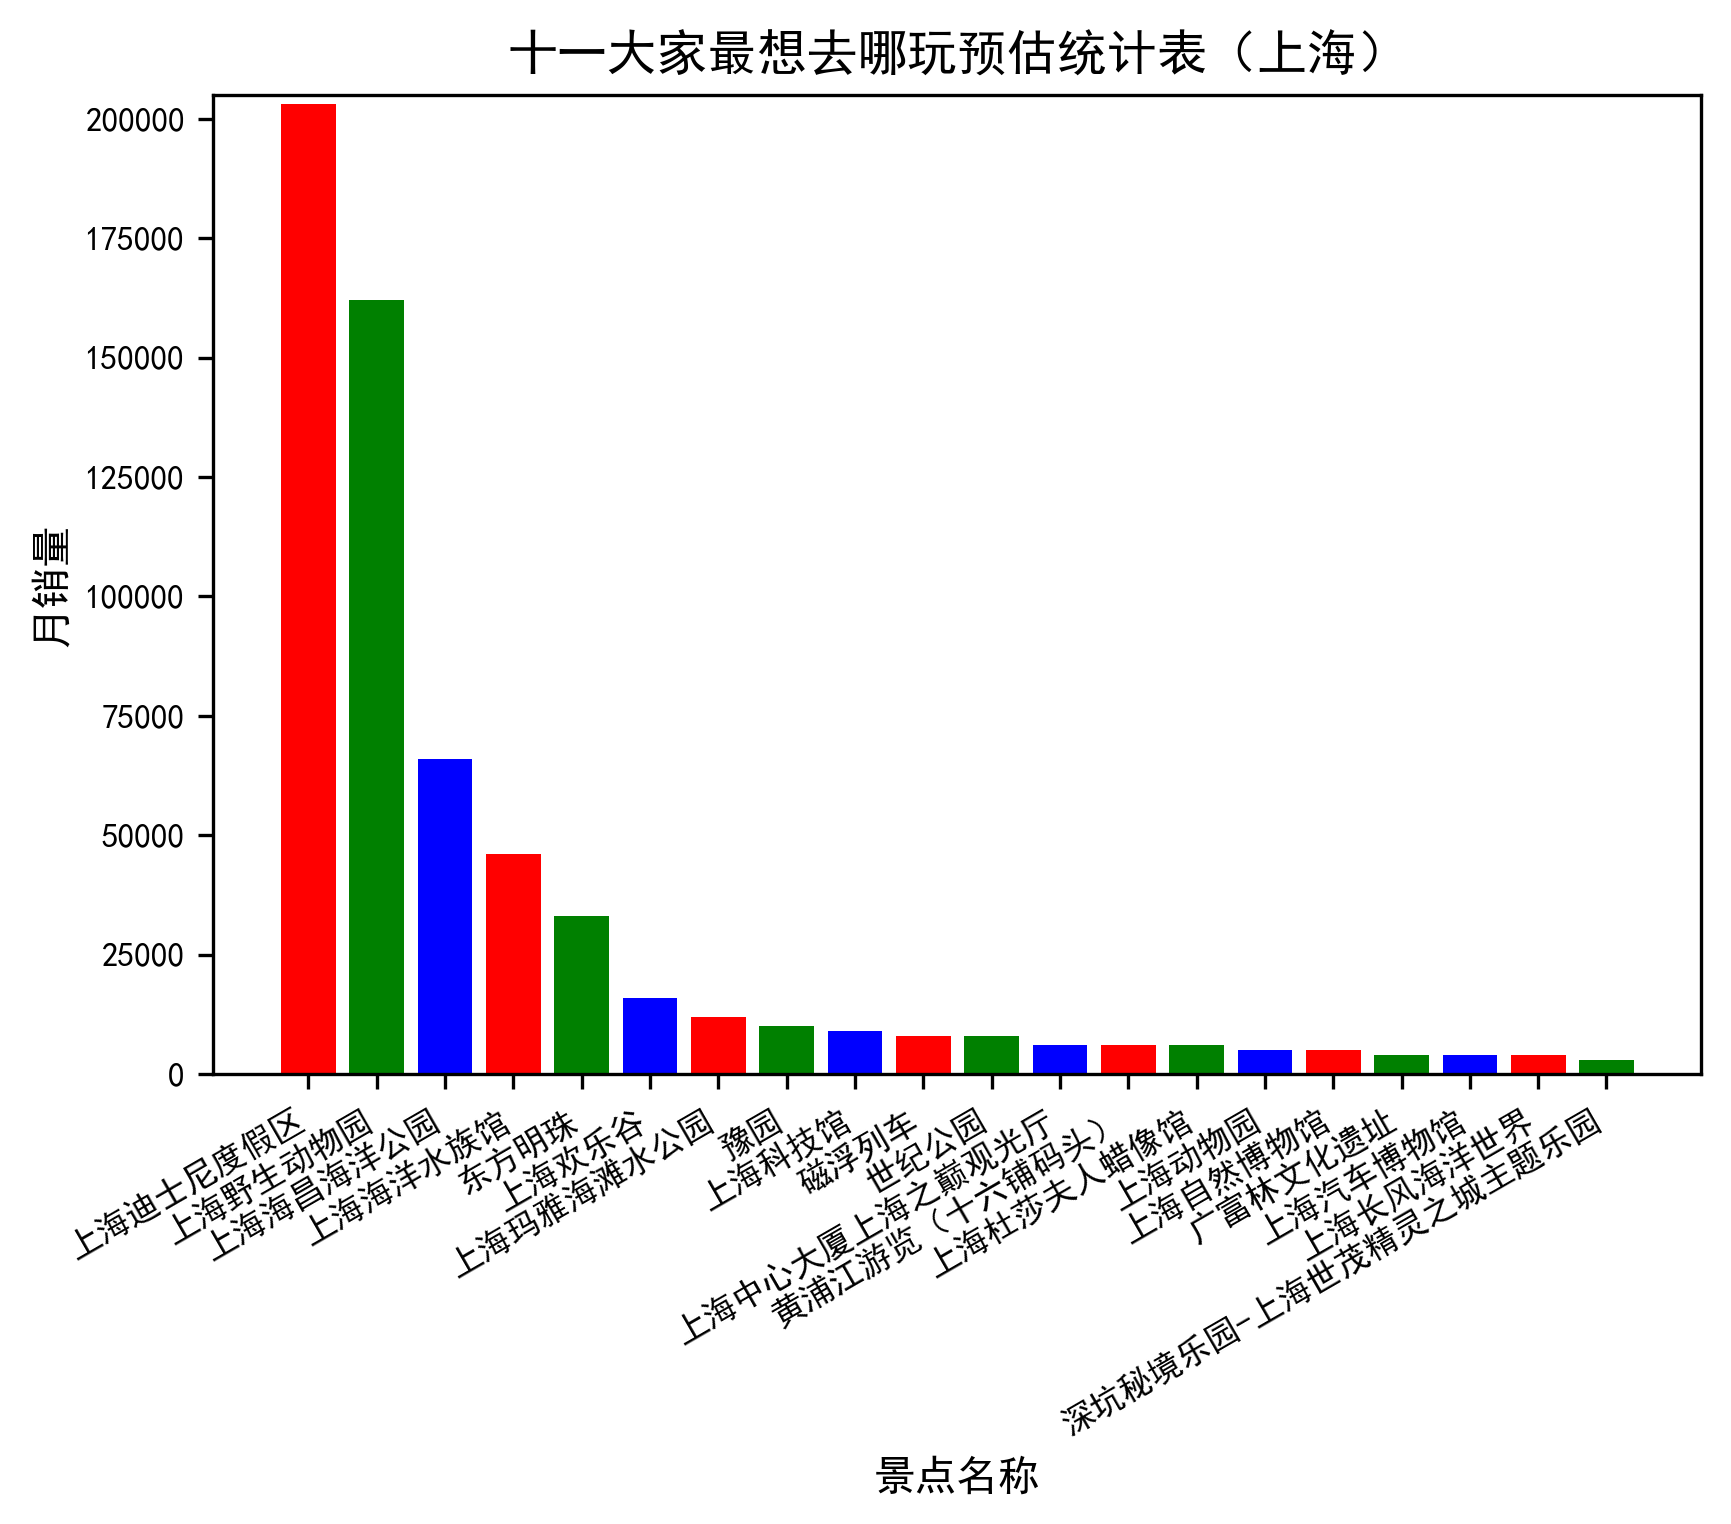 十一大家最想去哪玩预估统计表（上海）
月销量
200000
175000
150000
125000
100000
75000
50000
25000
0
上海迪士尼度假区
上海野生动物园
上海海昌海洋公园
上海海洋水族馆
东方明珠
上海欢乐谷
上海玛雅海滩水公园
豫园
上海科技馆
磁浮列车
世纪公园
上海中心大厦上海之巅观光厅
黄浦江游览（十六铺码头）
上海杜莎夫人蜡像馆
上海动物园
上海自然博物馆
广富林文化遗址
上海汽车博物馆
上海长风海洋世界
深坑秘境乐园-上海世茂精灵之城主题乐园
景点名称